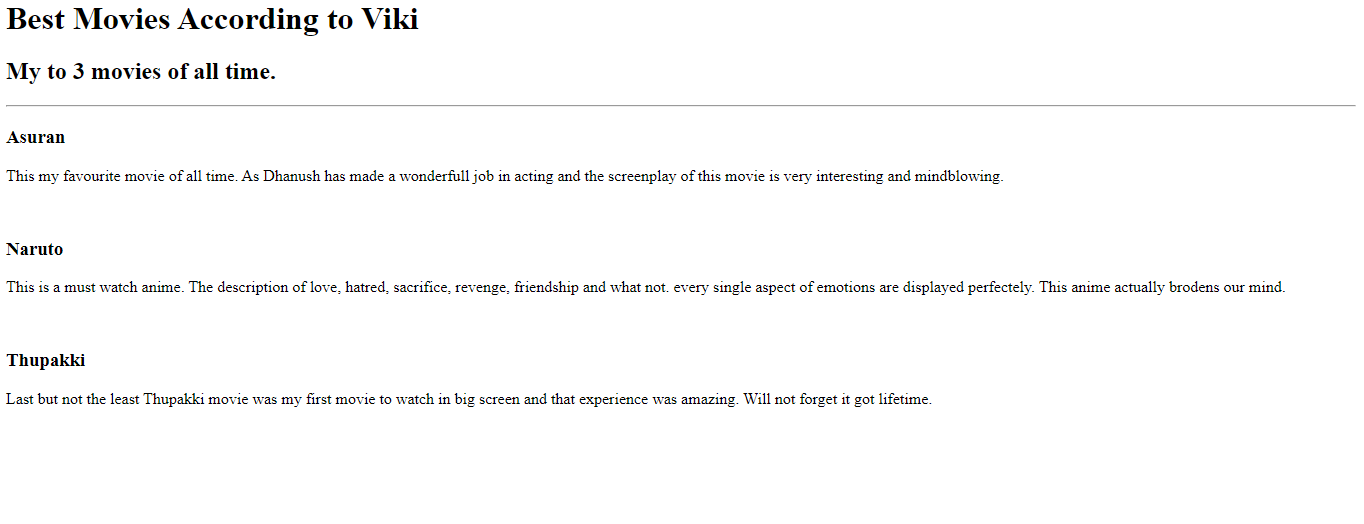 Best Movies According to Viki
My to 3 movies of all time.
Asuran
This my favourite movie of all time. As Dhanush has made a wonderfull job in acting and the screenplay of this movie is very interesting and mindblowing.
Naruto
This is a must watch anime. The description of love, hatred, sacrifice, revenge, friendship and what not. every single aspect of emotions are displayed perfectely. This anime actually brodens our mind.
Thupakki
Last but not the least Thupakki movie was my first movie to watch in big screen and that experience was amazing. Will not forget it got lifetime.